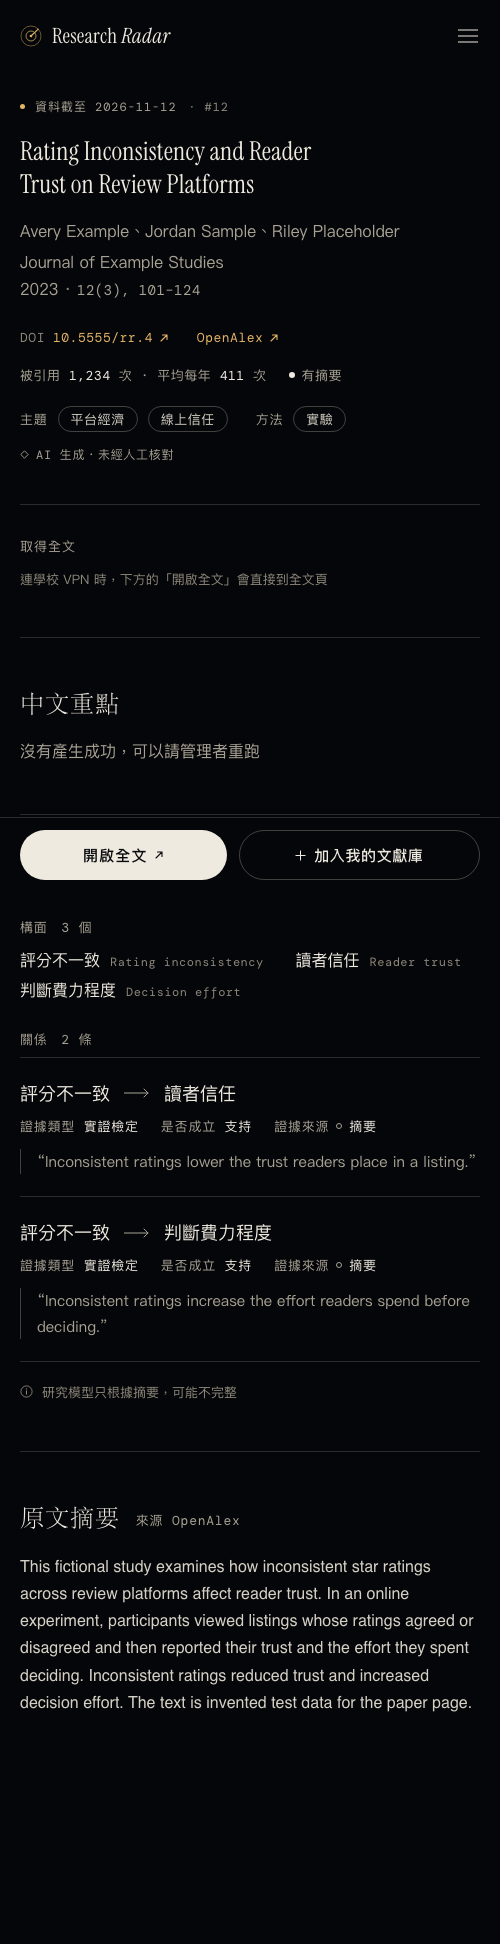 Research Radar
資料截至 2026-11-12 · #12
Rating Inconsistency and Reader
Trust on Review Platforms
Avery Example、Jordan Sample、Riley Placeholder
Journal of Example Studies
2023 · 12(3), 101–124
DOI 10.5555/rr.4 ↗ OpenAlex ↗
被引用 1,234 次 · 平均每年 411 次 ● 有摘要
主題 平台經濟 線上信任 方法 實驗
◇ AI 生成 · 未經人工核對
取得全文
連學校 VPN 時，下方的「開啟全文」會直接到全文頁
中文重點
沒有產生成功，可以請管理者重跑
開啟全文 ↗ ＋ 加入我的文獻庫
構面 3 個
評分不一致 Rating inconsistency 讀者信任 Reader trust
判斷費力程度 Decision effort
關係 2 條
評分不一致 → 讀者信任
證據類型 實證檢定 是否成立 支持 證據來源 ○ 摘要
“Inconsistent ratings lower the trust readers place in a listing.”
評分不一致 → 判斷費力程度
證據類型 實證檢定 是否成立 支持 證據來源 ○ 摘要
“Inconsistent ratings increase the effort readers spend before
deciding.”
ⓘ 研究模型只根據摘要，可能不完整
原文摘要 來源 OpenAlex
This fictional study examines how inconsistent star ratings
across review platforms affect reader trust. In an online
experiment, participants viewed listings whose ratings agreed or
disagreed and then reported their trust and the effort they spent
deciding. Inconsistent ratings reduced trust and increased
decision effort. The text is invented test data for the paper page.